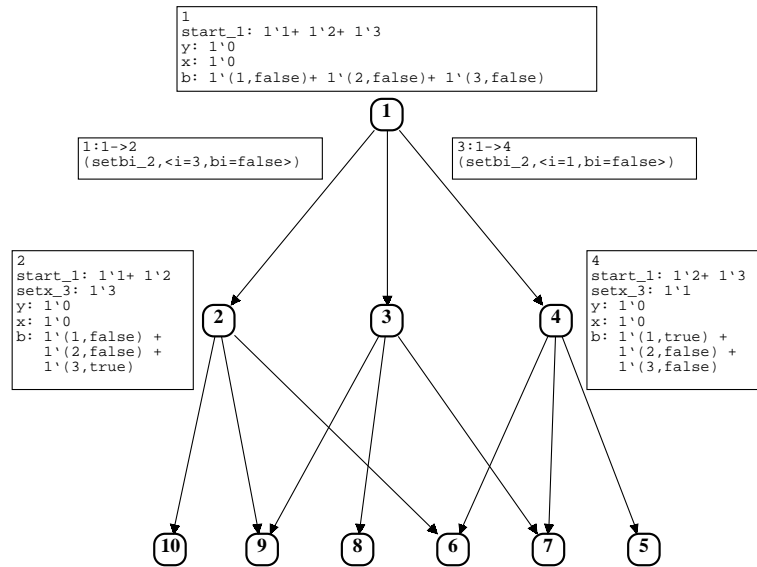 1
start_1: 1`1+ 1`2+ 1`3
y: 1`0
x: 1`0
b: 1`(1,false)+ 1`(2,false)+ 1`(3,false)
1
1:1->2
(setbi_2,<i=3,bi=false>)
3:1->4
(setbi_2,<i=1,bi=false>)
2
start_1: 1`1+ 1`2
setx_3: 1`3
y: 1`0
x: 1`0
b: 1`(1,false) +
1`(2,false) +
1`(3,true)
2
3
4
4
start_1: 1`2+ 1`3
setx_3: 1`1
y: 1`0
x: 1`0
b: 1`(1,true) +
1`(2,false) +
1`(3,false)
10
9
8
6
7
5